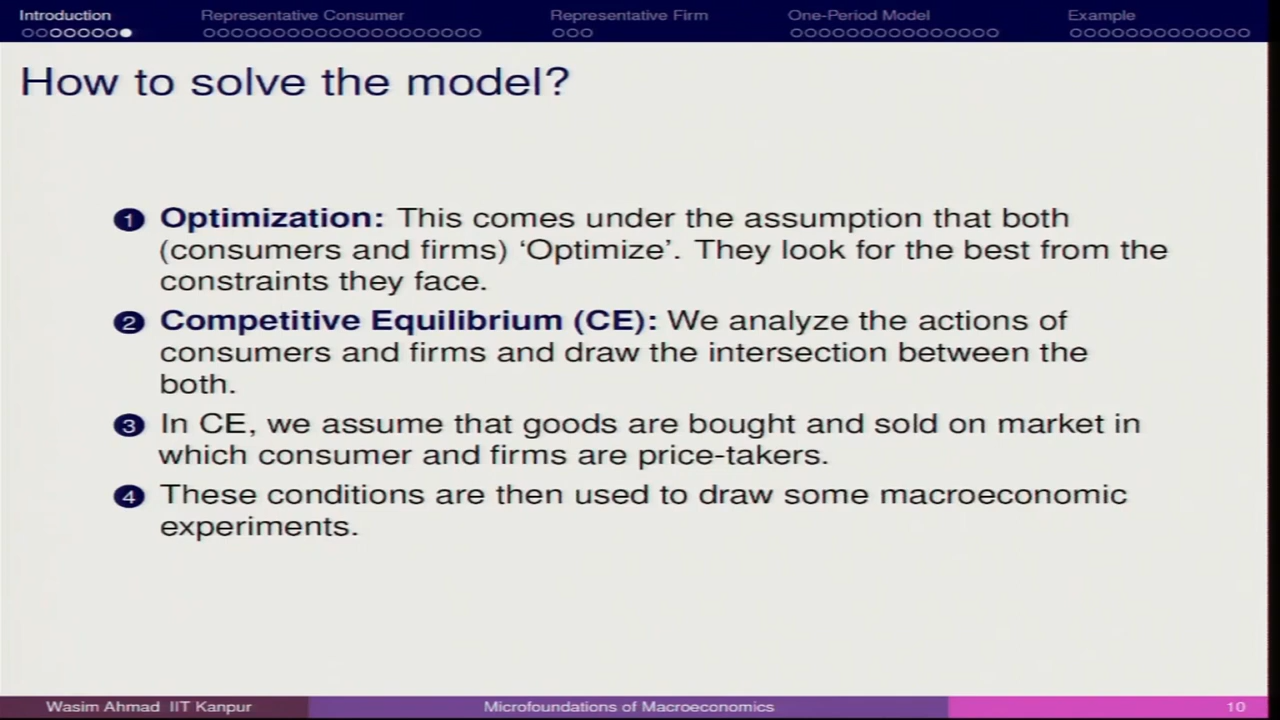 Introduction Representative Consumer Representative Firm One-Period Model Example
How to solve the model?
1 Optimization: This comes under the assumption that both
(consumers and firms) ‘Optimize’. They look for the best from the
constraints they face.
2 Competitive Equilibrium (CE): We analyze the actions of
consumers and firms and draw the intersection between the
both.
3 In CE, we assume that goods are bought and sold on market in
which consumer and firms are price-takers.
4 These conditions are then used to draw some macroeconomic
experiments.
Wasim Ahmad IIT Kanpur Microfoundations of Macroeconomics 10